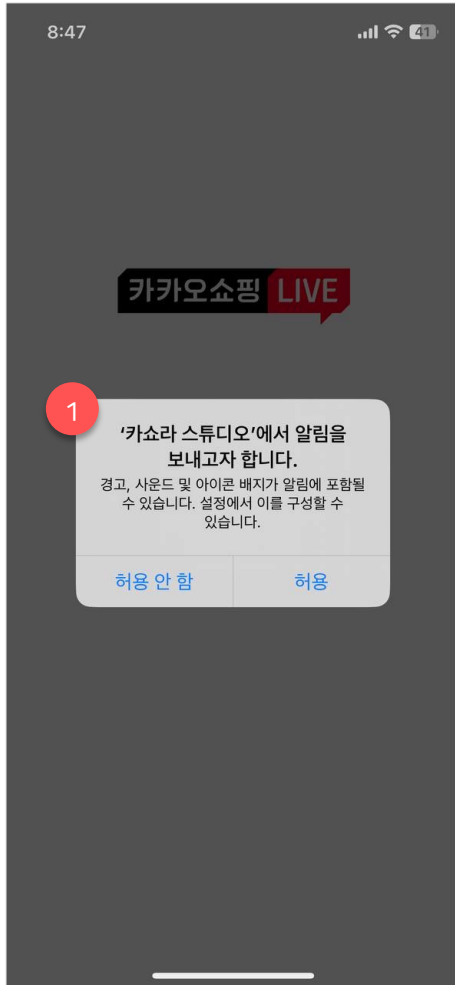 8:47
41
카카오쇼핑 LIVE
1
‘카쇼라 스튜디오’에서 알림을
보내고자 합니다.
경고, 사운드 및 아이콘 배지가 알림에 포함될
수 있습니다. 설정에서 이를 구성할 수
있습니다.
허용 안 함 허용